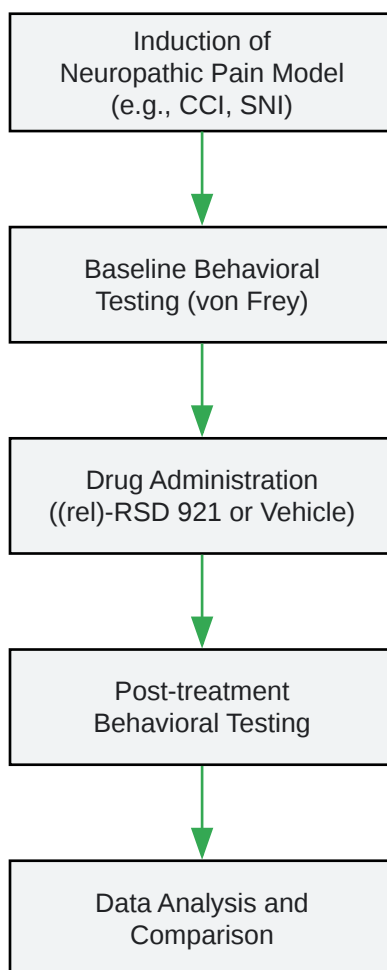 Induction of
Neuropathic Pain Model
(e.g., CCI, SNI)
Baseline Behavioral
Testing (von Frey)
Drug Administration
((rel)-RSD 921 or Vehicle)
Post-treatment
Behavioral Testing
Data Analysis and
Comparison